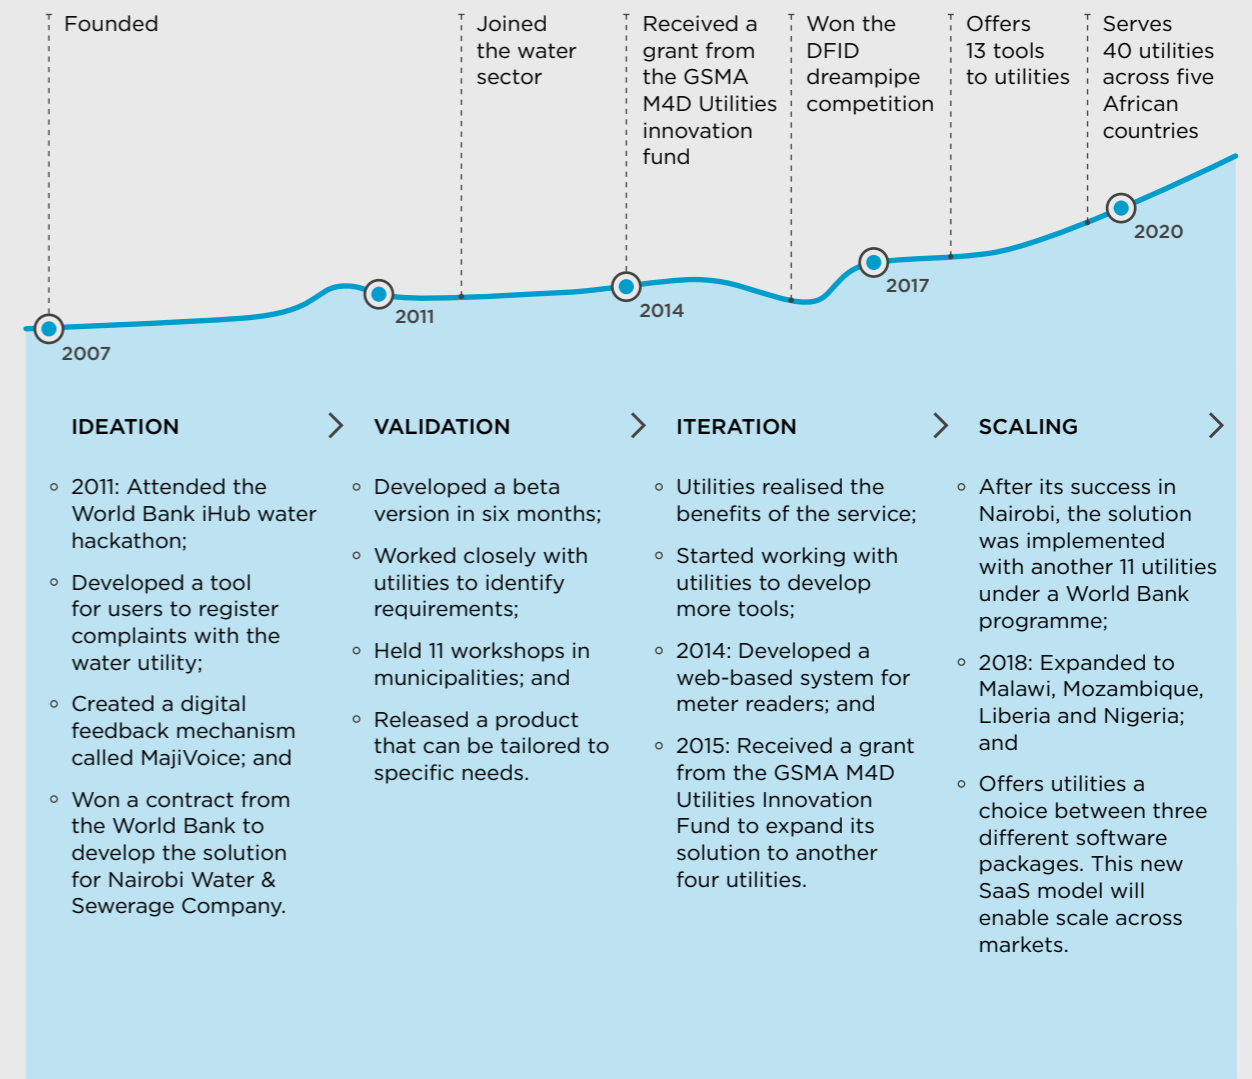 Founded
Joined
the water
sector
Received a
grant from
the GSMA
M4D Utilities
innovation
fund
Won the
DFID
dreampipe
competition
Offers
13 tools
to utilities
Serves
40 utilities
across five
African
countries
2007
2011
2014
2017
2020
IDEATION
◦ 2011: Attended the
World Bank iHub water
hackathon;
◦ Developed a tool
for users to register
complaints with the
water utility;
◦ Created a digital
feedback mechanism
called MajiVoice; and
◦ Won a contract from
the World Bank to
develop the solution
for Nairobi Water &
Sewerage Company.
VALIDATION
◦ Developed a beta
version in six months;
◦ Worked closely with
utilities to identify
requirements;
◦ Held 11 workshops in
municipalities; and
◦ Released a product
that can be tailored to
specific needs.
ITERATION
◦ Utilities realised the
benefits of the service;
◦ Started working with
utilities to develop
more tools;
◦ 2014: Developed a
web-based system for
meter readers; and
◦ 2015: Received a grant
from the GSMA M4D
Utilities Innovation
Fund to expand its
solution to another
four utilities.
SCALING
◦ After its success in
Nairobi, the solution
was implemented
with another 11 utilities
under a World Bank
programme;
◦ 2018: Expanded to
Malawi, Mozambique,
Liberia and Nigeria;
and
◦ Offers utilities a
choice between three
different software
packages. This new
SaaS model will
enable scale across
markets.